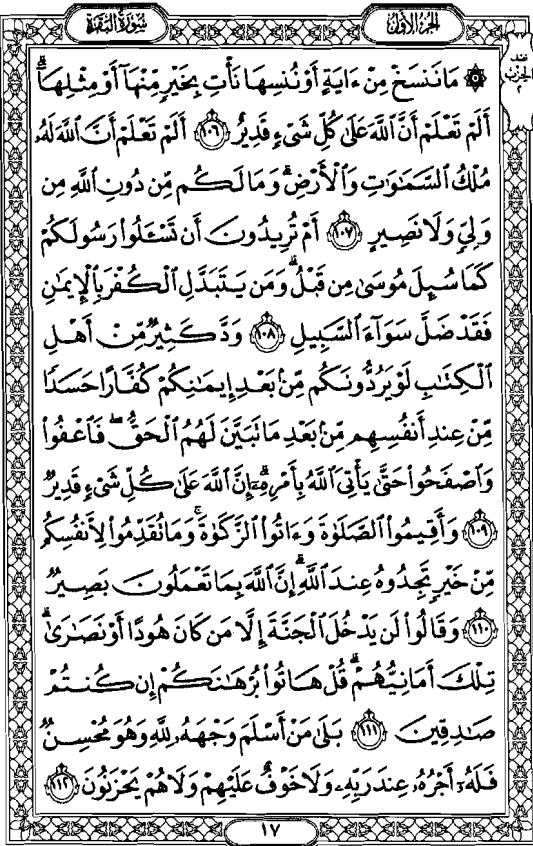 سُورَةُ البَقَرَةِ الجُزءُ الأَوَّل
۞ مَا نَنسَخْ مِنْ ءَايَةٍ أَوْ نُنسِهَا نَأْتِ بِخَيْرٍ مِّنْهَآ أَوْ مِثْلِهَآۗ
أَلَمْ تَعْلَمْ أَنَّ ٱللَّهَ عَلَىٰ كُلِّ شَىْءٍ قَدِيرٌ ١٠٦ أَلَمْ تَعْلَمْ أَنَّ ٱللَّهَ لَهُۥ
مُلْكُ ٱلسَّمَٰوَٰتِ وَٱلْأَرْضِۗ وَمَا لَكُم مِّن دُونِ ٱللَّهِ مِن
وَلِىٍّ وَلَا نَصِيرٍ ١٠٧ أَمْ تُرِيدُونَ أَن تَسْـَٔلُوا۟ رَسُولَكُمْ
كَمَا سُئِلَ مُوسَىٰ مِن قَبْلُۗ وَمَن يَتَبَدَّلِ ٱلْكُفْرَ بِٱلْإِيمَٰنِ
فَقَدْ ضَلَّ سَوَآءَ ٱلسَّبِيلِ ١٠٨ وَدَّ كَثِيرٌ مِّنْ أَهْلِ
ٱلْكِتَٰبِ لَوْ يَرُدُّونَكُم مِّنۢ بَعْدِ إِيمَٰنِكُمْ كُفَّارًا حَسَدًا
مِّنْ عِندِ أَنفُسِهِم مِّنۢ بَعْدِ مَا تَبَيَّنَ لَهُمُ ٱلْحَقُّۖ فَٱعْفُوا۟
وَٱصْفَحُوا۟ حَتَّىٰ يَأْتِىَ ٱللَّهُ بِأَمْرِهِۦٓۗ إِنَّ ٱللَّهَ عَلَىٰ كُلِّ شَىْءٍ قَدِيرٌ
١٠٩ وَأَقِيمُوا۟ ٱلصَّلَوٰةَ وَءَاتُوا۟ ٱلزَّكَوٰةَۚ وَمَا تُقَدِّمُوا۟ لِأَنفُسِكُم
مِّنْ خَيْرٍ تَجِدُوهُ عِندَ ٱللَّهِۗ إِنَّ ٱللَّهَ بِمَا تَعْمَلُونَ بَصِيرٌ
١١٠ وَقَالُوا۟ لَن يَدْخُلَ ٱلْجَنَّةَ إِلَّا مَن كَانَ هُودًا أَوْ نَصَٰرَىٰۗ
تِلْكَ أَمَانِيُّهُمْۗ قُلْ هَاتُوا۟ بُرْهَٰنَكُمْ إِن كُنتُمْ
صَٰدِقِينَ ١١١ بَلَىٰ مَنْ أَسْلَمَ وَجْهَهُۥ لِلَّهِ وَهُوَ مُحْسِنٌ
فَلَهُۥٓ أَجْرُهُۥ عِندَ رَبِّهِۦ وَلَا خَوْفٌ عَلَيْهِمْ وَلَا هُمْ يَحْزَنُونَ ١١٢
١٧